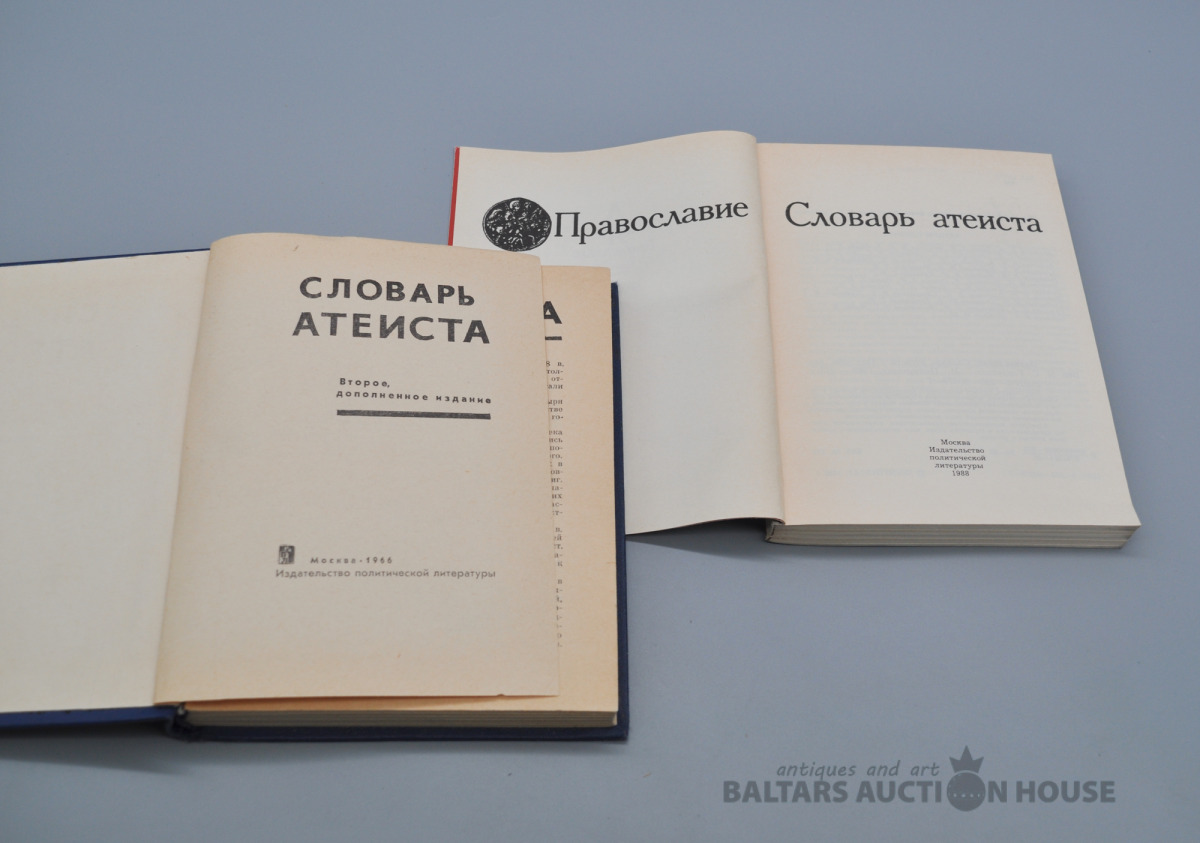 СЛОВАРЬ
АТЕИСТА
Второе,
дополненное издание
Москва · 1966
Издательство политической литературы
А
Православие
Словарь атеиста
Москва
Издательство
политической
литературы
1988
antiques and art
BALTARS AUCTION HOUSE